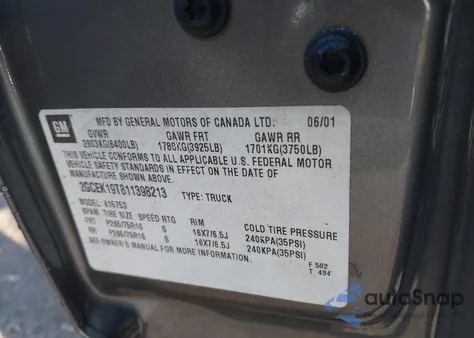 GM
MFD BY GENERAL MOTORS OF CANADA LTD. 06/01
GVWR GAWR FRT GAWR RR
2903KG(6400LB) 1780KG(3925LB) 1701KG(3750LB)
THIS VEHICLE CONFORMS TO ALL APPLICABLE U.S. FEDERAL MOTOR
VEHICLE SAFETY STANDARDS IN EFFECT ON THE DATE OF
MANUFACTURE SHOWN ABOVE.
2GCEK19T811398213 TYPE: TRUCK
MODEL: K15753
KPAN TIRE SIZE SPEED RTG RIM COLD TIRE PRESSURE
FRT P265/75R16 S 16X7/6.5J 240KPA(35PSI)
RR P265/75R16 S 16X7/6.5J 240KPA(35PSI)
SEE OWNER'S MANUAL FOR MORE INFORMATION.
F 502
T 494
autoSnap